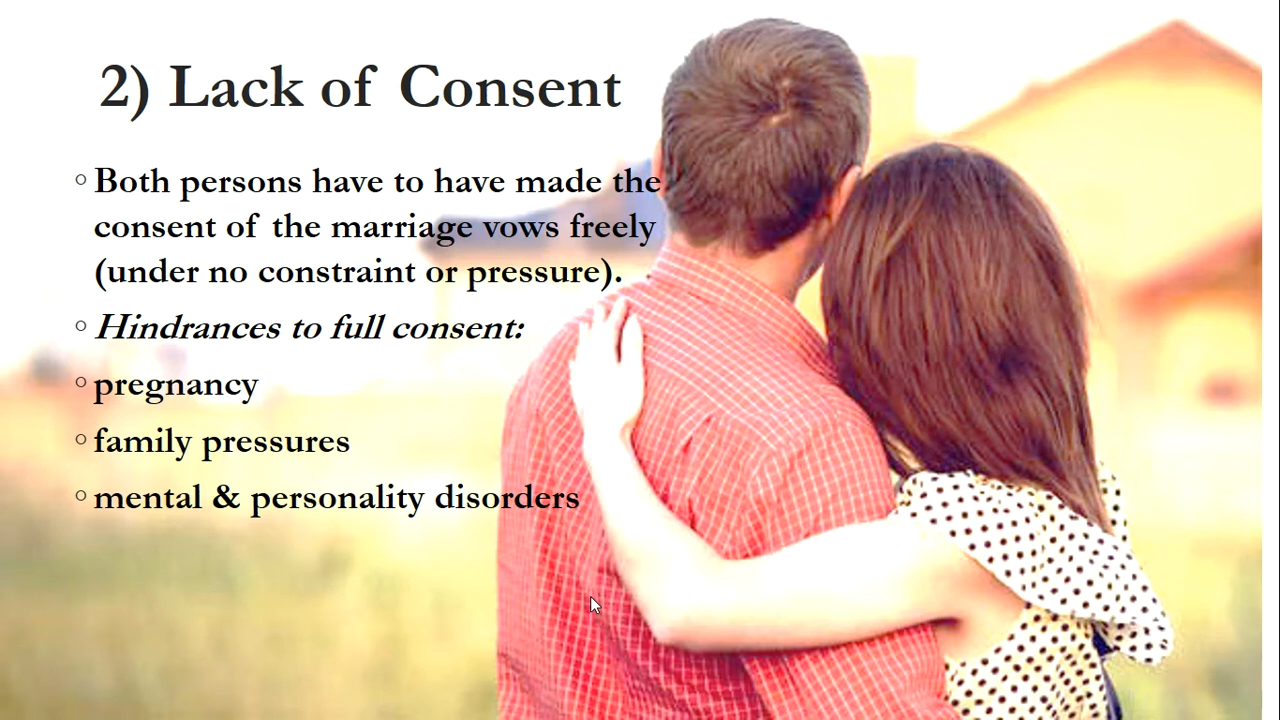 2) Lack of Consent
◦ Both persons have to have made the
consent of the marriage vows freely
(under no constraint or pressure).
◦ Hindrances to full consent:
◦ pregnancy
◦ family pressures
◦ mental & personality disorders